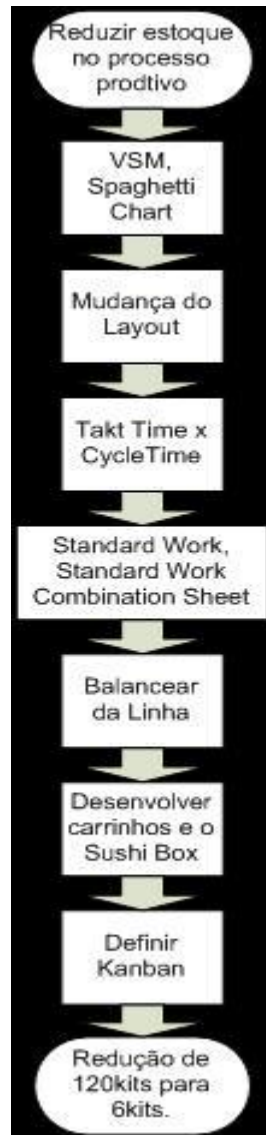 Reduzir estoque
no processo
prodtivo
VSM,
Spaghetti
Chart
Mudança do
Layout
Takt Time x
CycleTime
Standard Work,
Standard Work
Combination Sheet
Balancear
da Linha
Desenvolver
carrinhos e o
Sushi Box
Definir
Kanban
Redução de
120kits para
6kits.